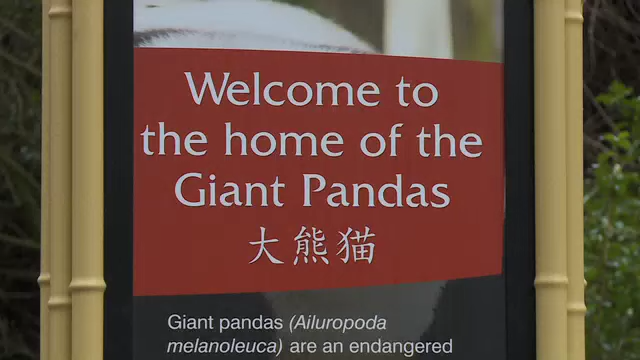 Welcome to
the home of the
Giant Pandas
大熊猫
Giant pandas (Ailuropoda
melanoleuca) are an endangered